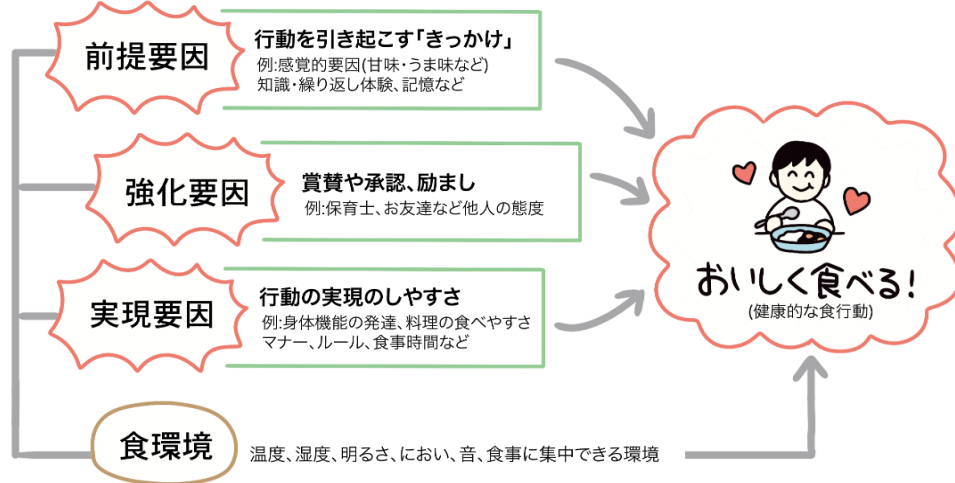 前提要因
行動を引き起こす「きっかけ」
例:感覚的要因(甘味・うま味など)
知識・繰り返し体験、記憶など
強化要因
賞賛や承認、励まし
例:保育士、お友達など他人の態度
実現要因
行動の実現のしやすさ
例:身体機能の発達、料理の食べやすさ
マナー、ルール、食事時間など
食環境
温度、湿度、明るさ、におい、音、食事に集中できる環境
おいしく食べる!
(健康的な食行動)